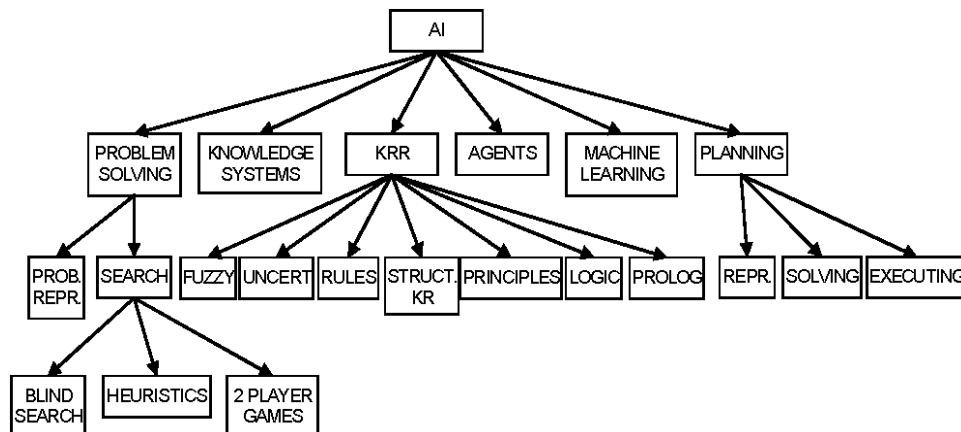 AI
PROBLEM
SOLVING
KNOWLEDGE
SYSTEMS
KRR
AGENTS
MACHINE
LEARNING
PLANNING
PROB.
REPR.
SEARCH
FUZZY
UNCERT
RULES
STRUCT.
KR
PRINCIPLES
LOGIC
PROLOG
REPR.
SOLVING
EXECUTING
BLIND
SEARCH
HEURISTICS
2 PLAYER
GAMES